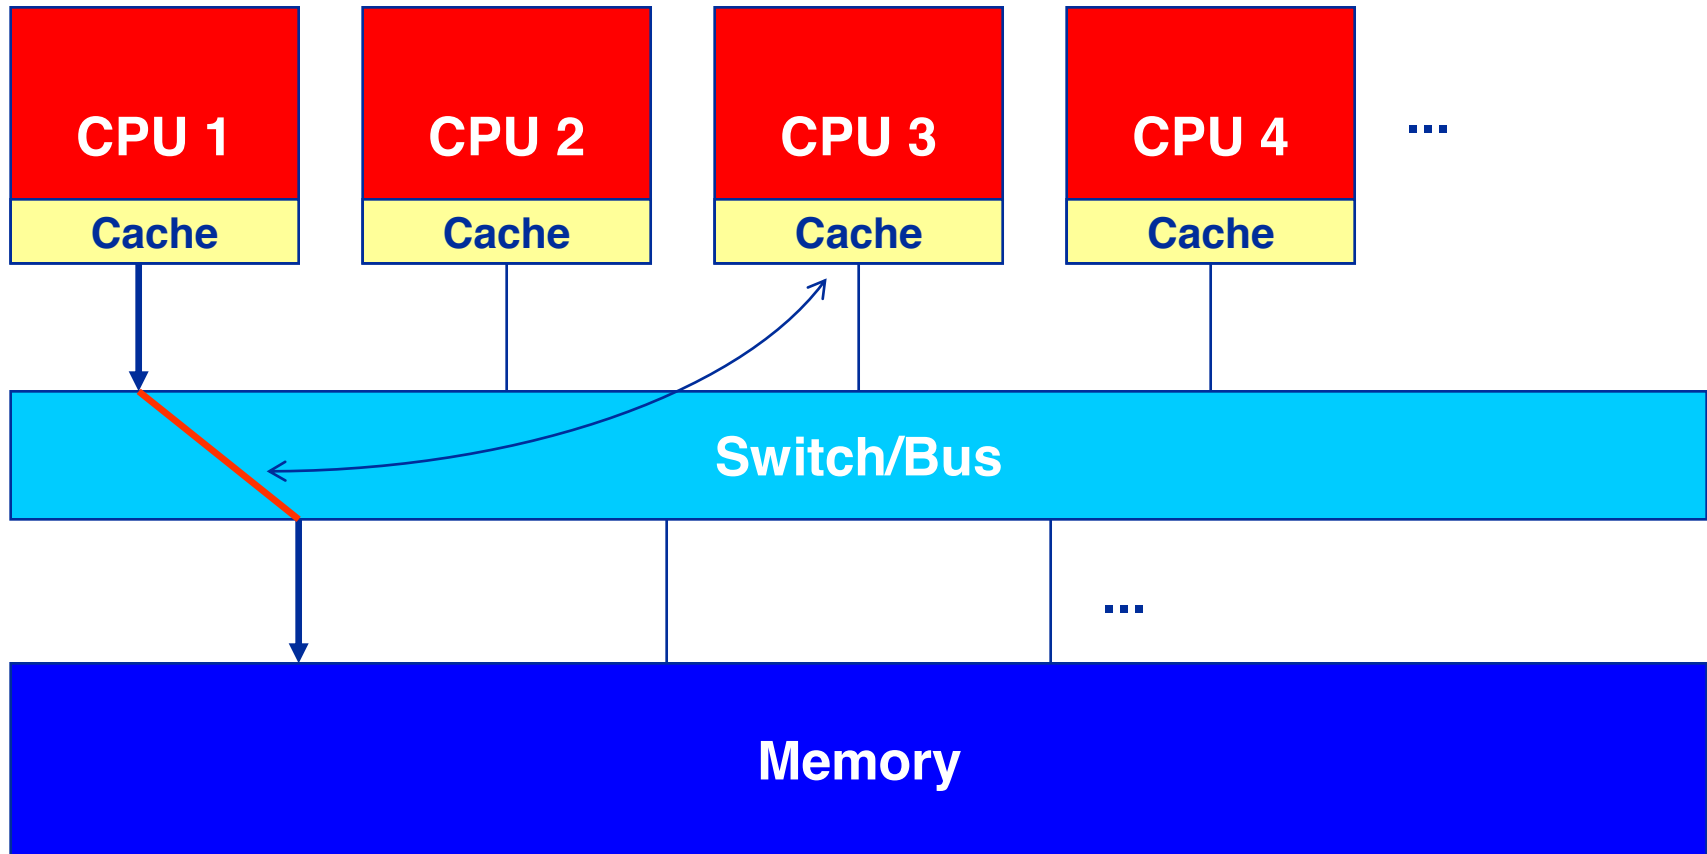 CPU 1
CPU 2
CPU 3
CPU 4
...
Cache
Cache
Cache
Cache
Switch/Bus
...
Memory